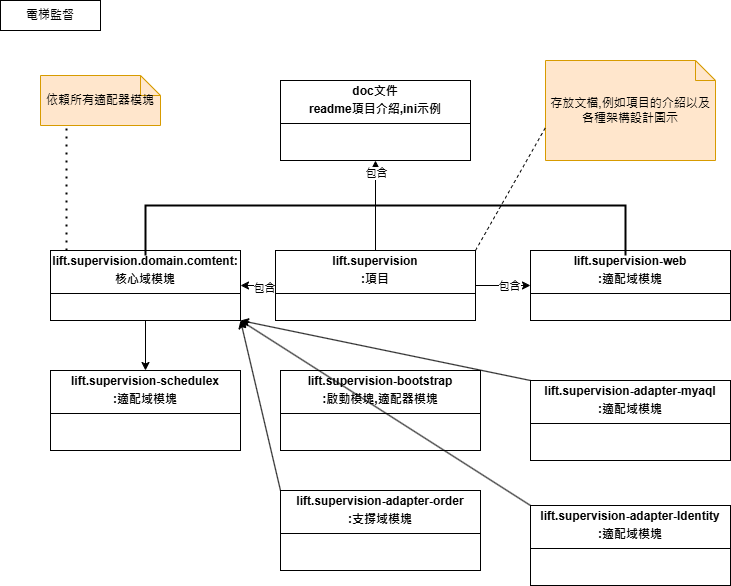 電梯監督
依賴所有適配器模塊
doc文件
readme項目介紹,ini示例
存放文檔,例如項目的介紹以及
各種架構設計圖示
包含
lift.supervision.domain.comtent:
核心域模塊
包含
lift.supervision
:項目
包含
lift.supervision-web
:適配域模塊
lift.supervision-schedulex
:適配域模塊
lift.supervision-bootstrap
:啟動模塊,適配器模塊
lift.supervision-adapter-myaql
:適配域模塊
lift.supervision-adapter-order
:支撐域模塊
lift.supervision-adapter-Identity
:適配域模塊